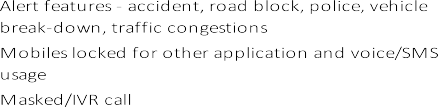 Alert features - accident, road block, police, vehicle
break-down, traffic congestions
Mobiles locked for other application and voice/SMS
usage
Masked/IVR call